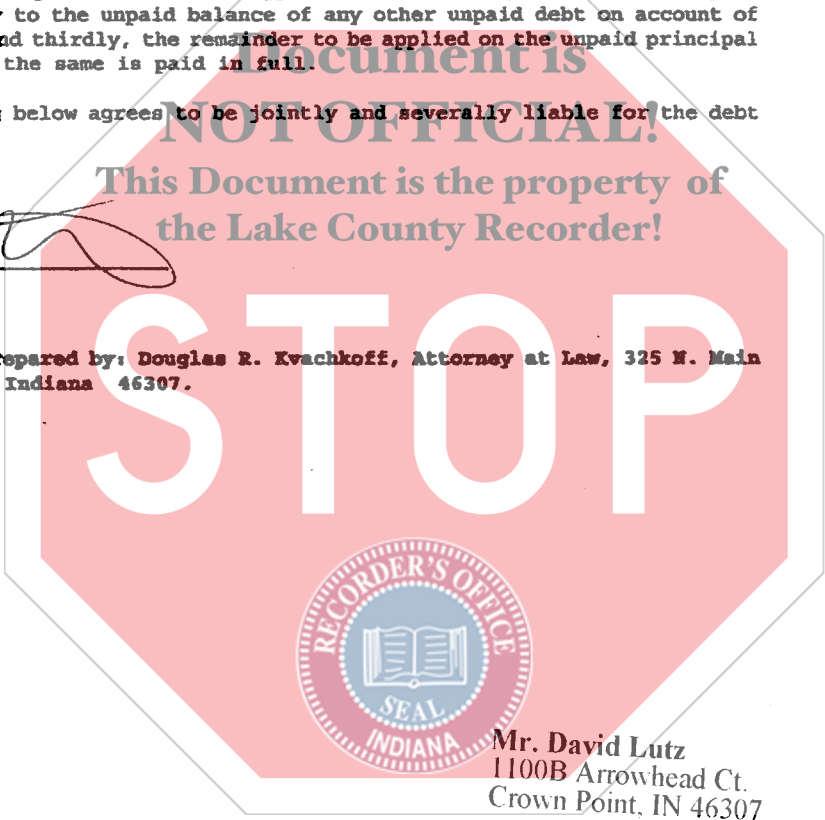 to the unpaid balance of any other unpaid debt on account of
nd thirdly, the remainder to be applied on the unpaid principal
the same is paid in full.
Document is
below agrees to be jointly and severally liable for the debt
NOT OFFICIAL!
This Document is the property of
the Lake County Recorder!
STOP
epared by: Douglas R. Kvachkoff, Attorney at Law, 325 N. Main
Indiana 46307.
RECORDER'S OFFICE
SEAL
INDIANA
Mr. David Lutz
1100B Arrowhead Ct.
Crown Point, IN 46307